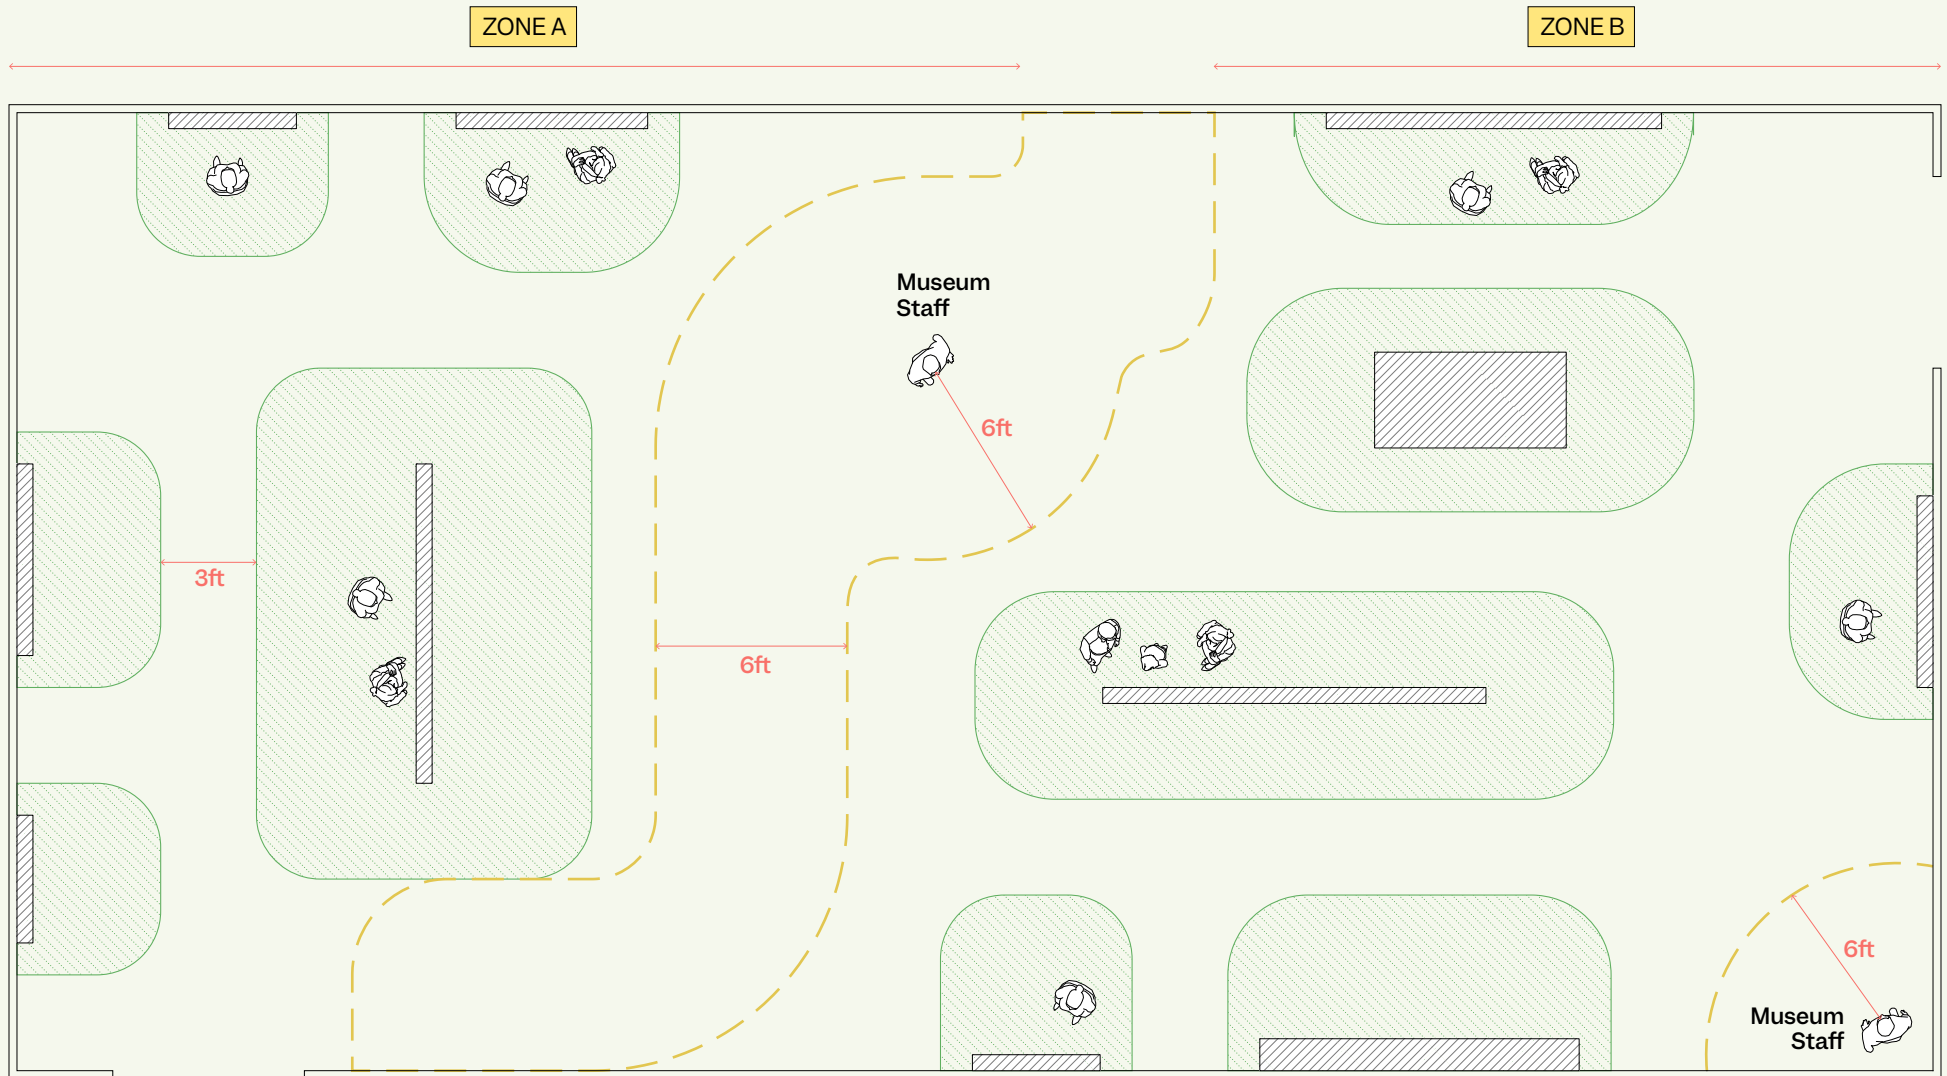 ZONE A
ZONE B
Museum
Staff
6ft
3ft
6ft
6ft
Museum
Staff